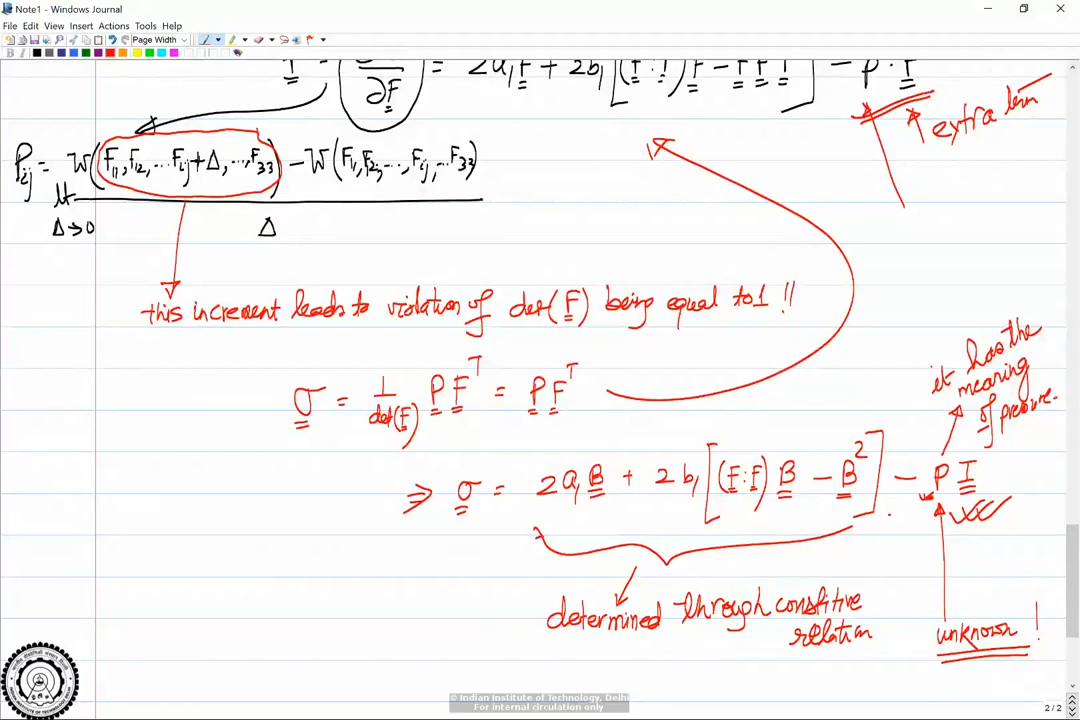 Note1 - Windows Journal
File Edit View Insert Actions Tools Help
Page Width
∂F = 2a₁F + 2b₁[(F:F)F − F Fᵀ F] − p · F
extra term
Pij = lt Δ→0 W(F11, F12, ... Fij+Δ, ..., F33) − W(F11, F12, ..., Fij, ... F33) / Δ
this increment leads to violation of det(F) being equal to 1 !!
σ = 1/det(F) P Fᵀ = P Fᵀ
it has the
meaning
of pressure.
⇒ σ = 2a₁B + 2b₁[(F:F)B − B²] − P I
determined through constitive
relation
unknown !
© Indian Institute of Technology, Delhi
For internal circulation only
2 / 2